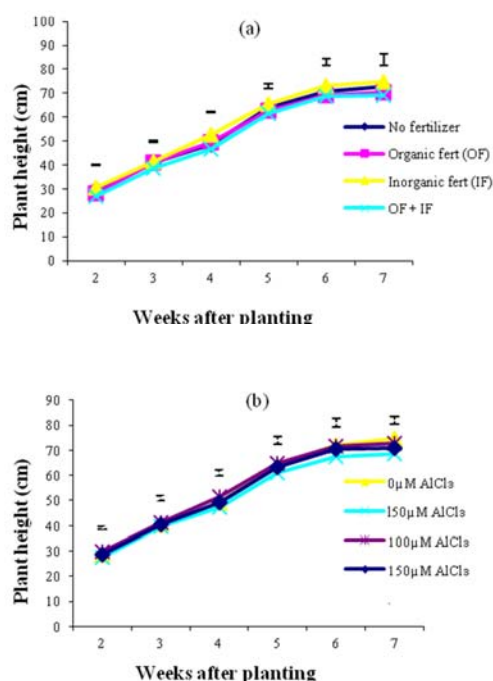 (a)
Plant height (cm)
100
90
80
70
60
50
40
30
20
10
0
No fertilizer
Organic fert (OF)
Inorganic fert (IF)
OF + IF
2 3 4 5 6 7
Weeks after planting
(b)
Plant height (cm)
90
80
70
60
50
40
30
20
10
0
0µM AlCl₃
l50µM AlCl₃
100µM AlCl₃
150µM AlCl₃
2 3 4 5 6 7
Weeks after planting